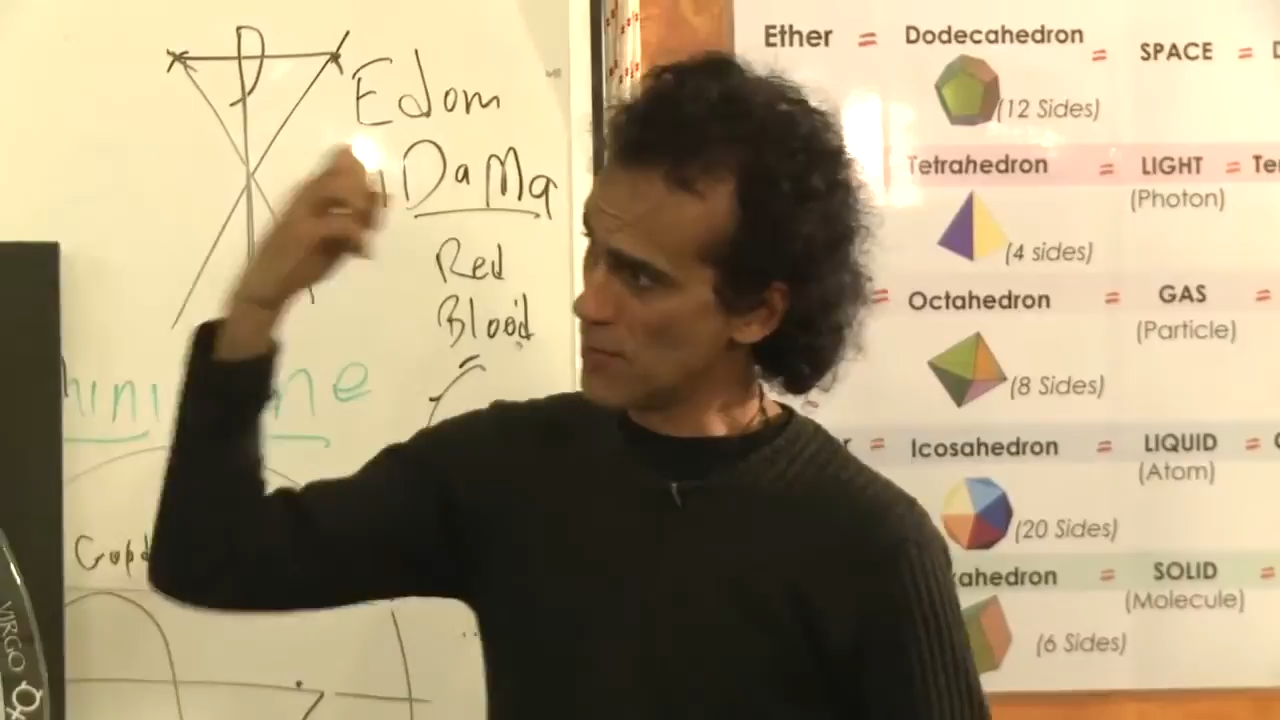 Edom
DaMa
Red
Blood
VIRGO
Ether = Dodecahedron = SPACE =
(12 Sides)
Tetrahedron = LIGHT =
(Photon)
(4 sides)
= Octahedron = GAS =
(Particle)
(8 Sides)
= Icosahedron = LIQUID =
(Atom)
(20 Sides)
ahedron = SOLID =
(Molecule)
(6 Sides)